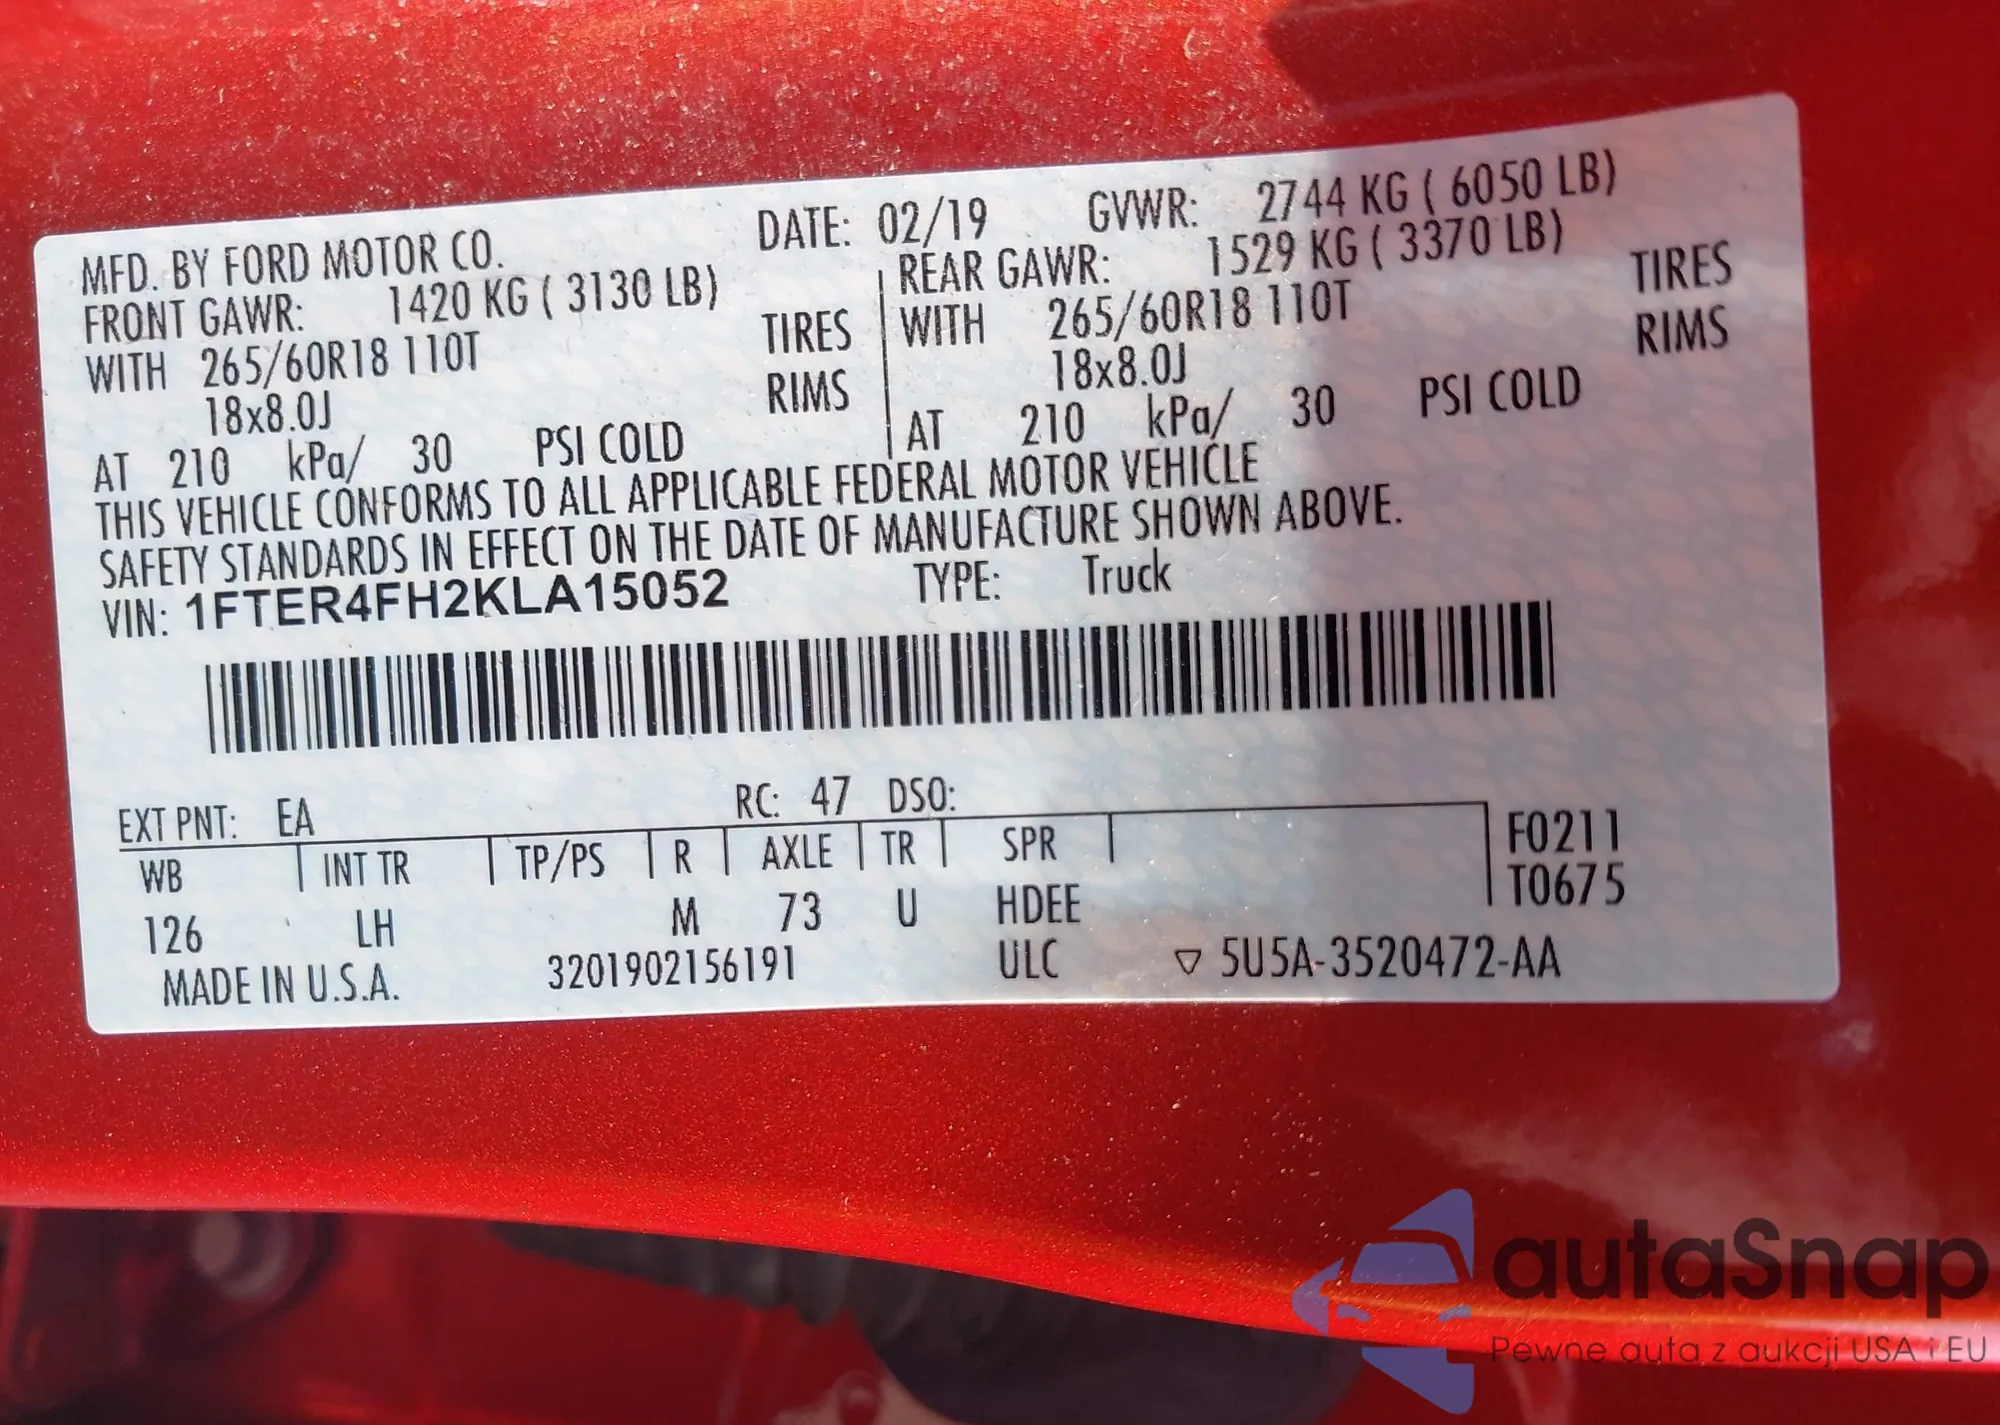 MFD. BY FORD MOTOR CO. DATE: 02/19 GVWR: 2744 KG ( 6050 LB)
FRONT GAWR: 1420 KG ( 3130 LB) REAR GAWR: 1529 KG ( 3370 LB)
WITH 265/60R18 110T TIRES WITH 265/60R18 110T TIRES
18x8.0J RIMS 18x8.0J RIMS
AT 210 kPa/ 30 PSI COLD AT 210 kPa/ 30 PSI COLD
THIS VEHICLE CONFORMS TO ALL APPLICABLE FEDERAL MOTOR VEHICLE
SAFETY STANDARDS IN EFFECT ON THE DATE OF MANUFACTURE SHOWN ABOVE.
VIN: 1FTER4FH2KLA15052 TYPE: Truck
EXT PNT: EA RC: 47 DSO:
WB INT TR TP/PS R AXLE TR SPR F0211
T0675
126 LH M 73 U HDEE
MADE IN U.S.A. 3201902156191 ULC ▽ 5U5A-3520472-AA
autaSnap
Pewne auta z aukcji USA i EU